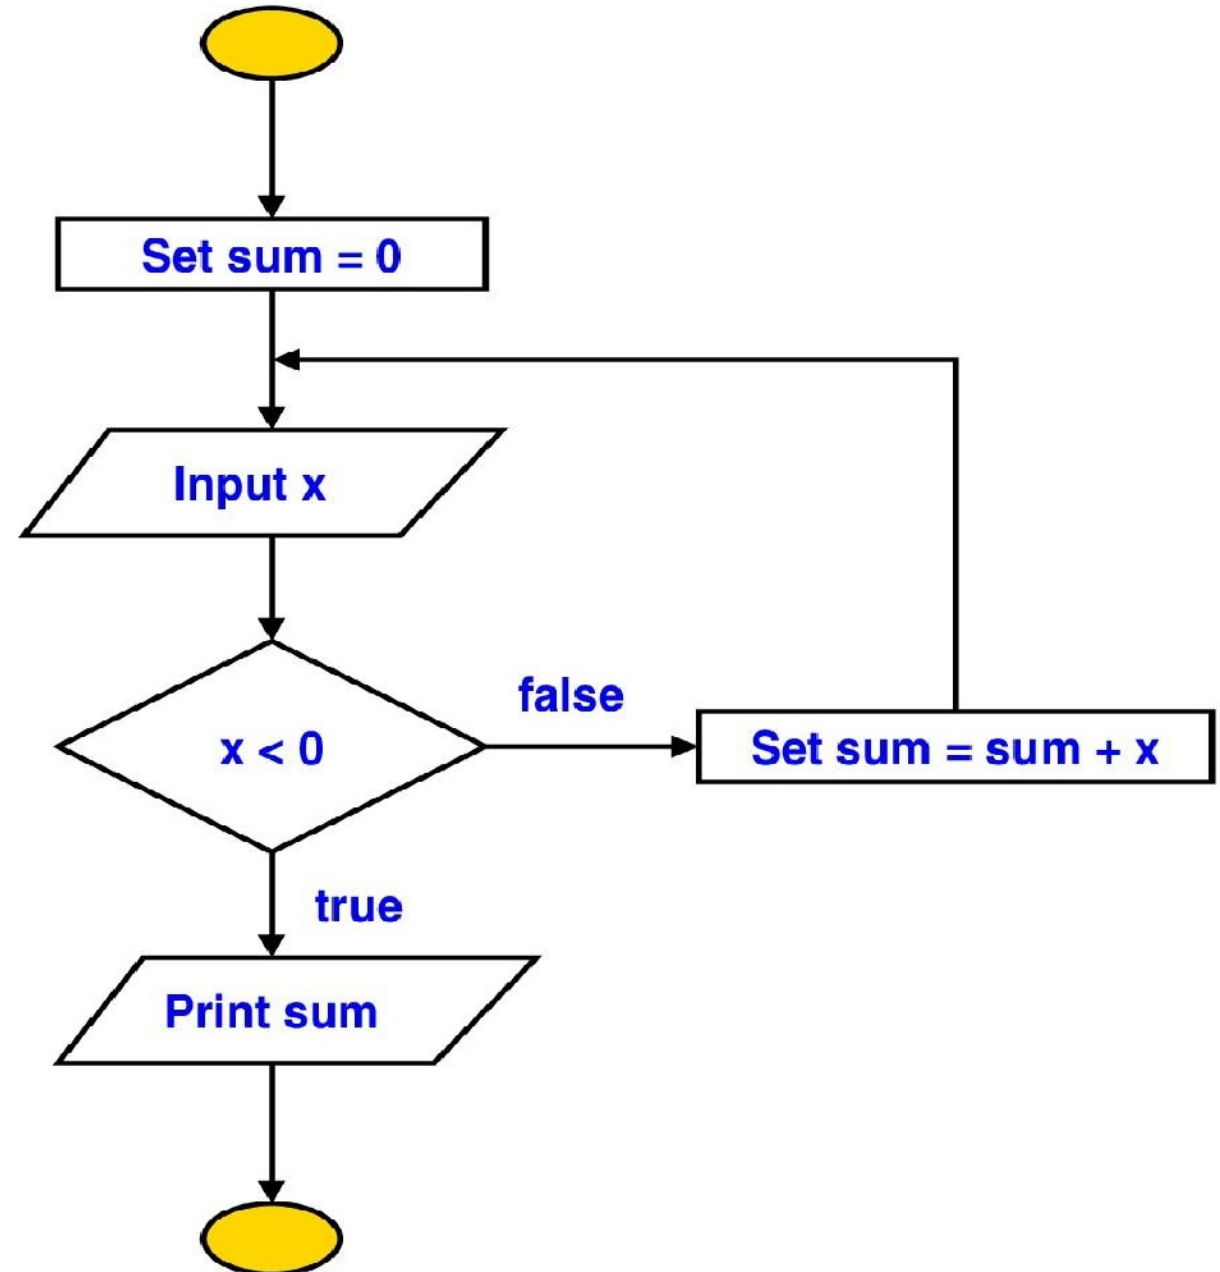 Set sum = 0
Input x
x < 0
false
Set sum = sum + x
true
Print sum